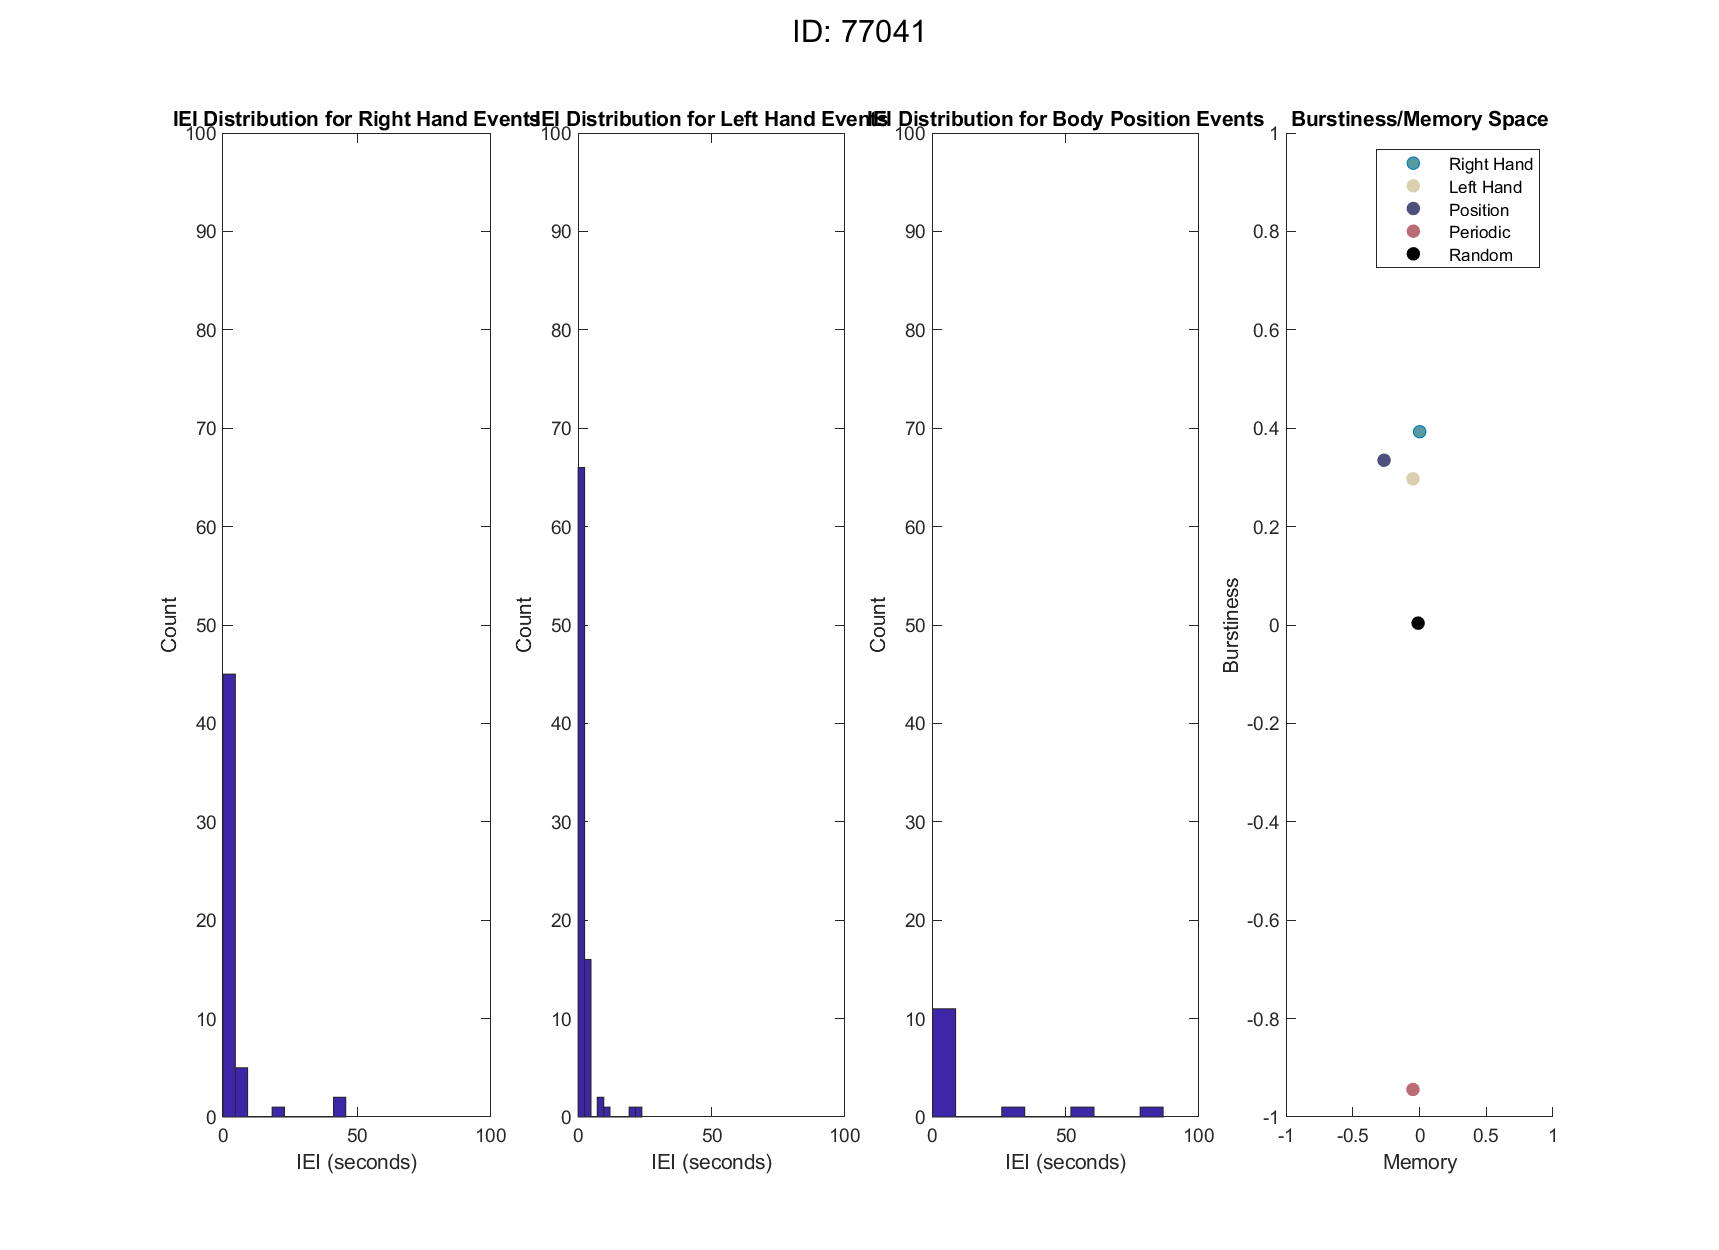 ID: 77041
IEI Distribution for Right Hand Events
100
90
80
70
60
50
40
30
20
10
0
Count
0 50 100
IEI (seconds)
IEI Distribution for Left Hand Events
100
90
80
70
60
50
40
30
20
10
0
Count
0 50 100
IEI (seconds)
IEI Distribution for Body Position Events
100
90
80
70
60
50
40
30
20
10
0
Count
0 50 100
IEI (seconds)
Burstiness/Memory Space
1
0.8
0.6
0.4
0.2
0
-0.2
-0.4
-0.6
-0.8
-1
Burstiness
Right Hand
Left Hand
Position
Periodic
Random
-1 -0.5 0 0.5 1
Memory